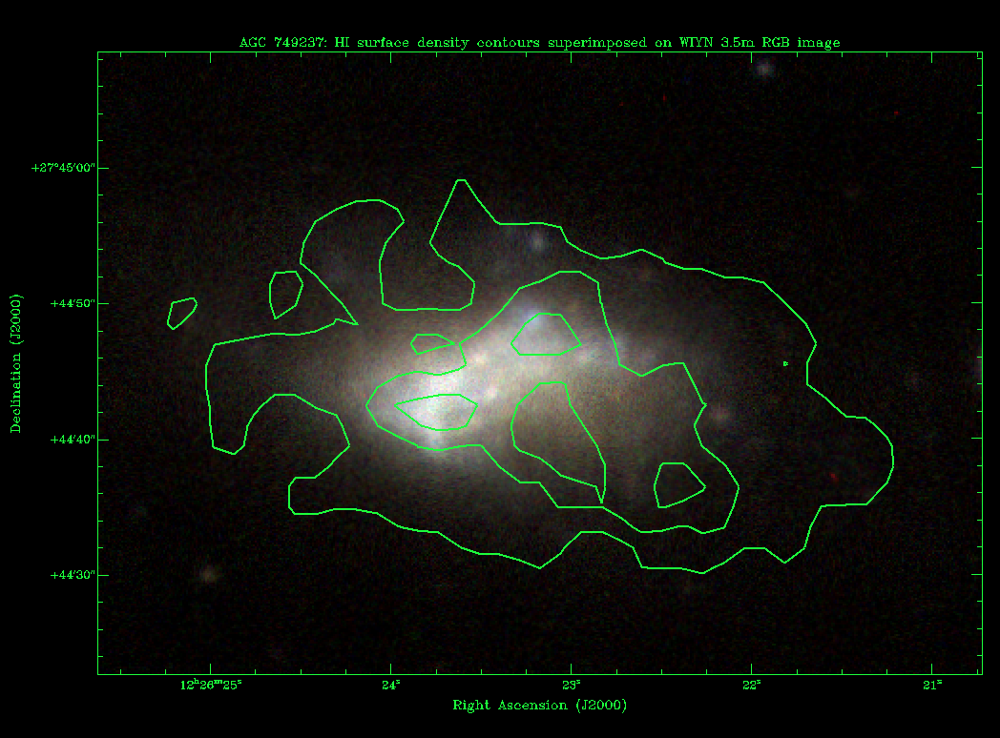 AGC 749237: HI surface density contours superimposed on WIYN 3.5m RGB image
+27°45'00"
+44'50"
+44'40"
+44'30"
Declination (J2000)
12ʰ26ᵐ25ˢ 24ˢ 23ˢ 22ˢ 21ˢ
Right Ascension (J2000)